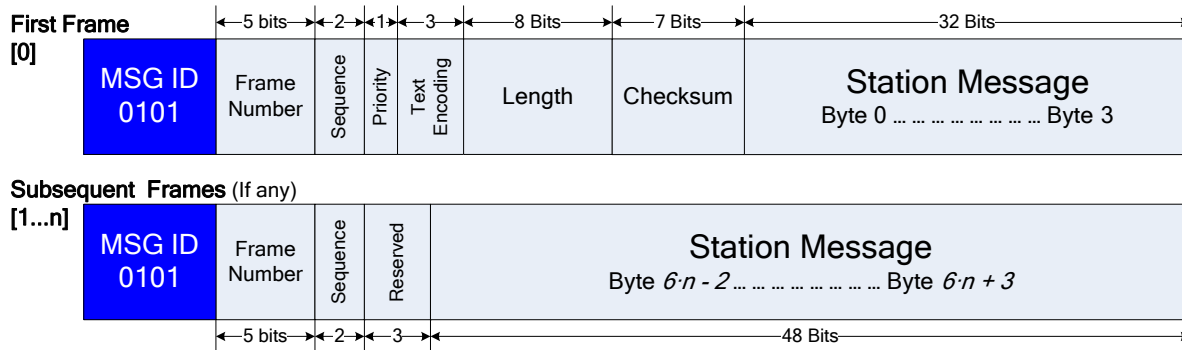 First Frame
[0]
5 bits 2 1 3 8 Bits 7 Bits 32 Bits
MSG ID
0101
Frame
Number
Sequence
Priority
Text
Encoding
Length
Checksum
Station Message
Byte 0 ... ... ... ... ... ... ... ... Byte 3
Subsequent Frames (If any)
[1...n]
MSG ID
0101
Frame
Number
Sequence
Reserved
Station Message
Byte 6·n - 2 ... ... ... ... ... ... ... ... Byte 6·n + 3
5 bits 2 3 48 Bits